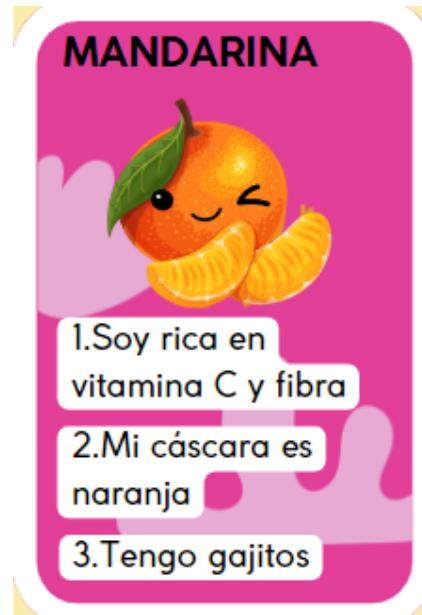 MANDARINA
1.Soy rica en
vitamina C y fibra
2.Mi cáscara es
naranja
3.Tengo gajitos